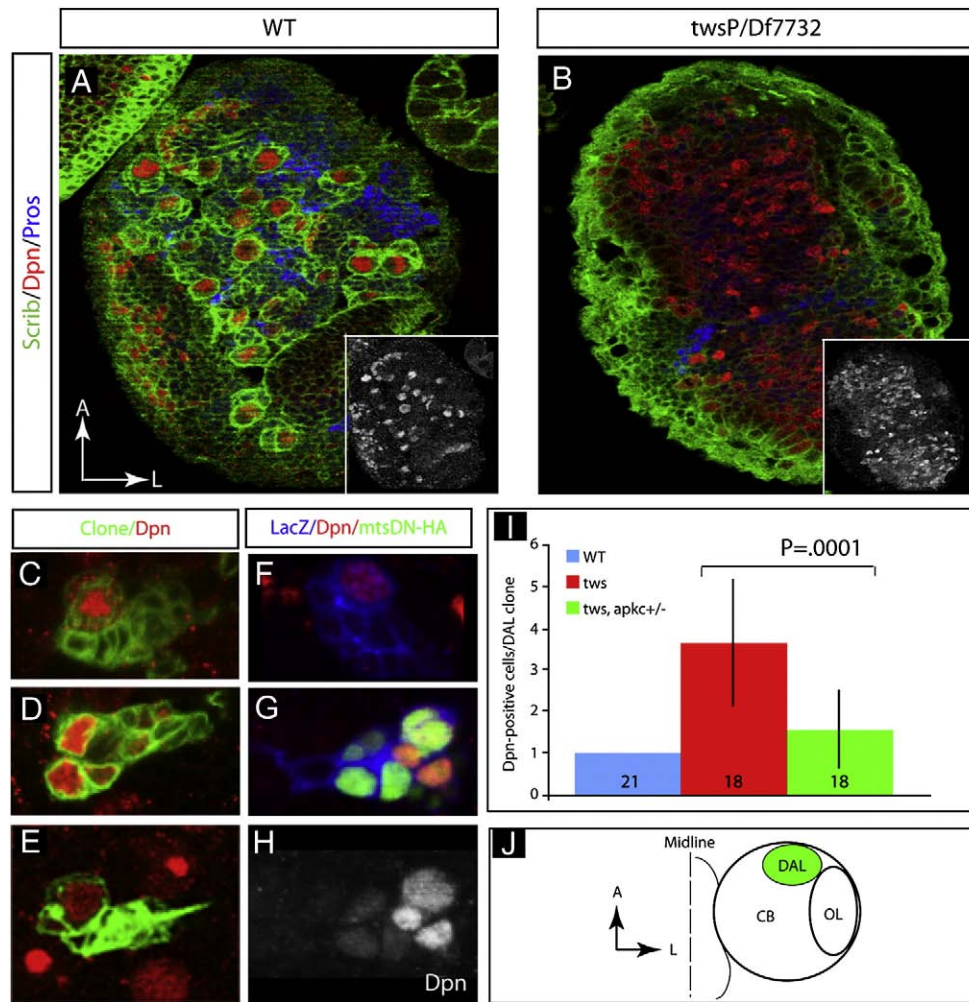 WT
twsP/Df7732
Scrib/Dpn/Pros
A
A
L
B
Clone/Dpn
LacZ/Dpn/mtsDN-HA
C
D
E
F
G
H
Dpn
I
Dpn-positive cells/DAL clone
6
5
4
3
2
1
0
WT
tws
tws, apkc+/-
P=.0001
21
18
18
J
Midline
A
L
DAL
CB
OL